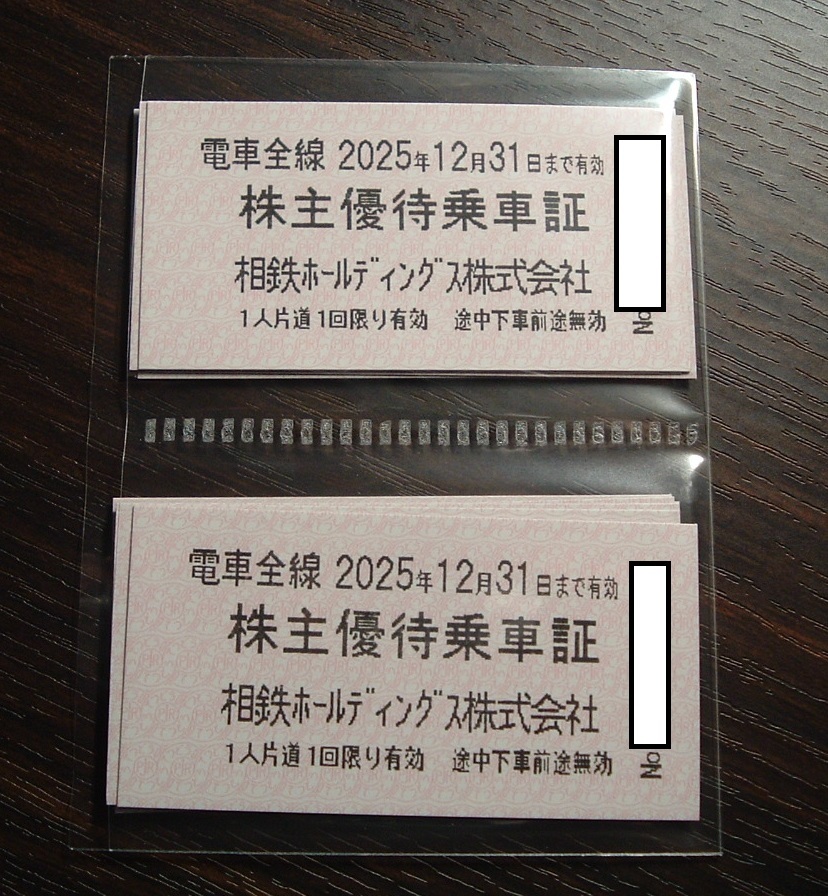 電車全線 2025年12月31日まで有効
株主優待乗車証
相鉄ホールディングス株式会社
1人片道1回限り有効 途中下車前途無効
No
電車全線 2025年12月31日まで有効
株主優待乗車証
相鉄ホールディングス株式会社
1人片道1回限り有効 途中下車前途無効
No